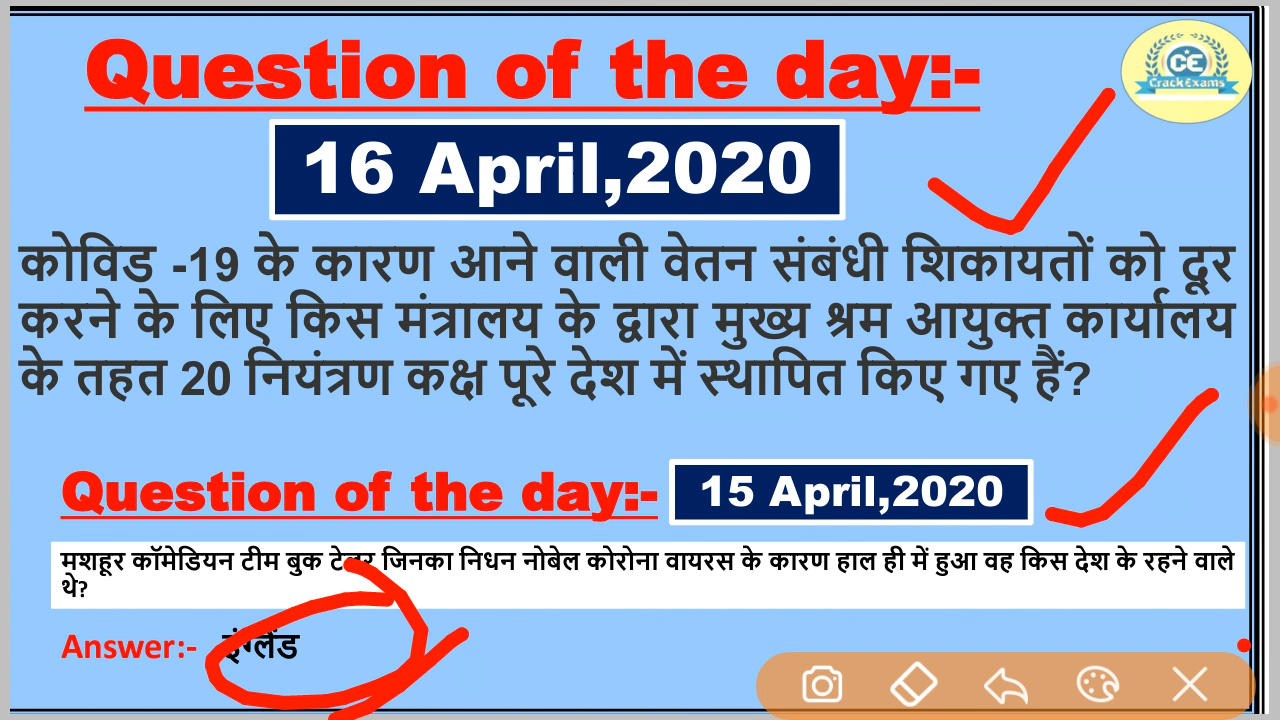 Question of the day:-
CE
CrackExams
16 April,2020
कोविड -19 के कारण आने वाली वेतन संबंधी शिकायतों को दूर
करने के लिए किस मंत्रालय के द्वारा मुख्य श्रम आयुक्त कार्यालय
के तहत 20 नियंत्रण कक्ष पूरे देश में स्थापित किए गए हैं?
Question of the day:- 15 April,2020
मशहूर कॉमेडियन टीम बुक टेलर जिनका निधन नोबेल कोरोना वायरस के कारण हाल ही में हुआ वह किस देश के रहने वाले
थे?
Answer:- इंग्लैंड